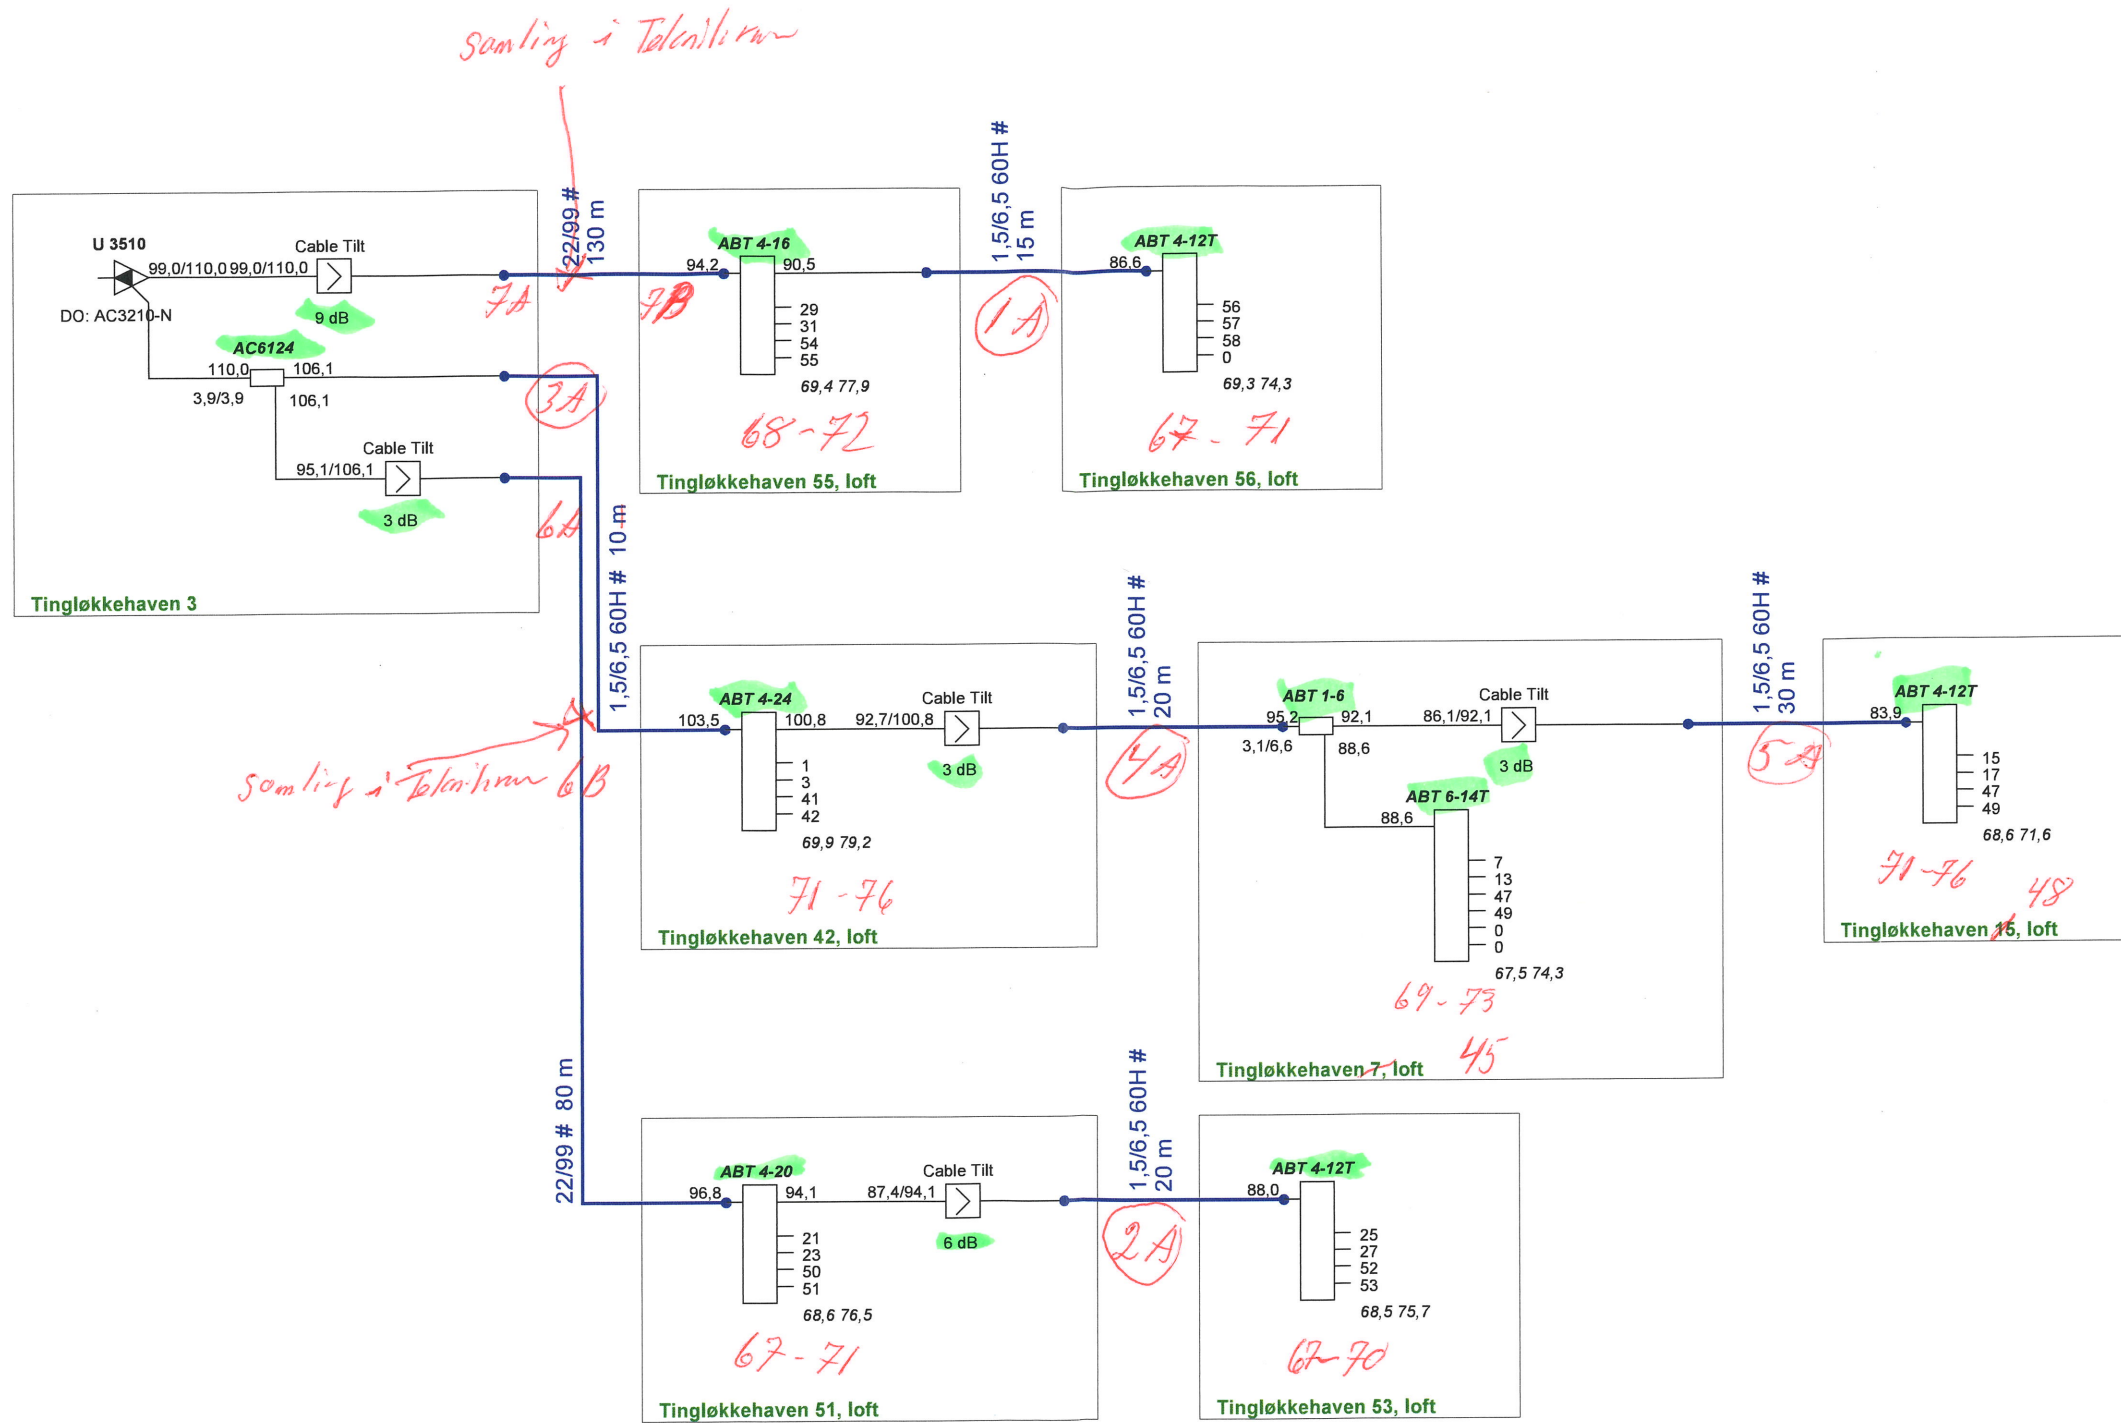 samling i Teknikrum
22/99 #
130 m
1,5/6,5 60H #
15 m
U 3510
99,0/110,0 99,0/110,0
Cable Tilt
9 dB
DO: AC3210-N
AC6124
110,0
106,1
3,9/3,9
106,1
Cable Tilt
95,1/106,1
3 dB
Tingløkkehaven 3
7A
3A
6A
7B
ABT 4-16
94,2
90,5
29
31
54
55
69,4 77,9
68-72
Tingløkkehaven 55, loft
1A
ABT 4-12T
86,6
56
57
58
0
69,3 74,3
67-71
Tingløkkehaven 56, loft
1,5/6,5 60H # 10 m
samling i Teknikrum 6B
ABT 4-24
103,5
100,8
1
3
41
42
69,9 79,2
71-76
Cable Tilt
92,7/100,8
3 dB
Tingløkkehaven 42, loft
1,5/6,5 60H #
20 m
4A
ABT 1-6
95,2
92,1
3,1/6,6
88,6
Cable Tilt
86,1/92,1
3 dB
ABT 6-14T
88,6
7
13
47
49
0
0
67,5 74,3
69-73
45
Tingløkkehaven 7, loft
1,5/6,5 60H #
30 m
5A
ABT 4-12T
83,9
15
17
47
49
68,6 71,6
71-76
48
Tingløkkehaven 15, loft
22/99 # 80 m
ABT 4-20
96,8
94,1
21
23
50
51
68,6 76,5
67-71
Cable Tilt
87,4/94,1
6 dB
Tingløkkehaven 51, loft
1,5/6,5 60H #
20 m
2A
ABT 4-12T
88,0
25
27
52
53
68,5 75,7
67-70
Tingløkkehaven 53, loft